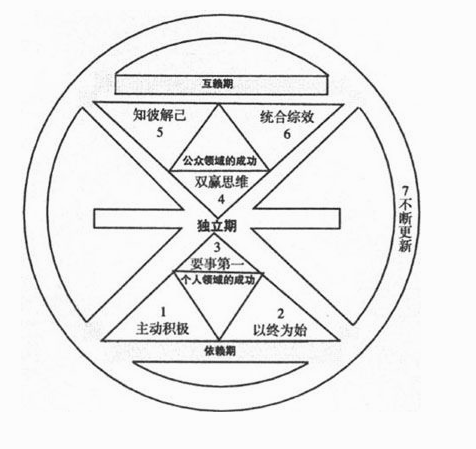 互赖期
知彼解己
5
统合综效
6
公众领域的成功
双赢思维
4
独立期
3
要事第一
个人领域的成功
1
主动积极
2
以终为始
依赖期
7不断更新